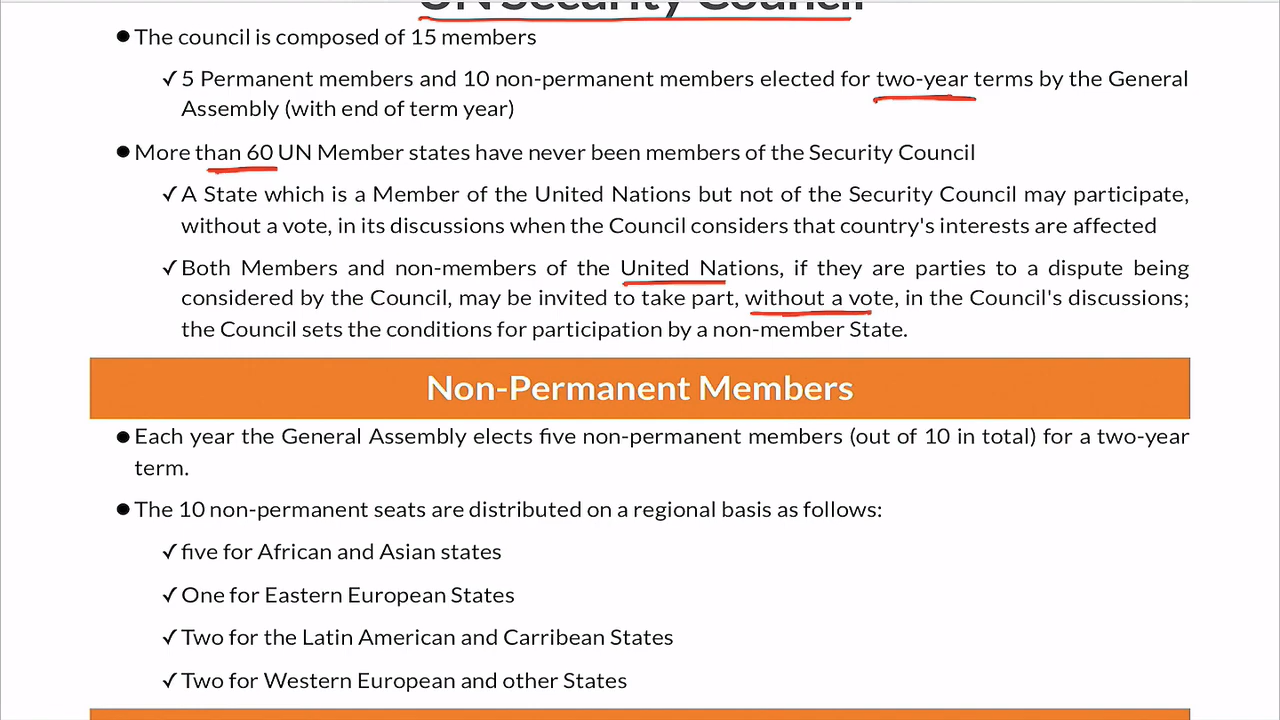 UN Security Council
● The council is composed of 15 members
✓ 5 Permanent members and 10 non-permanent members elected for two-year terms by the General
Assembly (with end of term year)
● More than 60 UN Member states have never been members of the Security Council
✓ A State which is a Member of the United Nations but not of the Security Council may participate,
without a vote, in its discussions when the Council considers that country's interests are affected
✓ Both Members and non-members of the United Nations, if they are parties to a dispute being
considered by the Council, may be invited to take part, without a vote, in the Council's discussions;
the Council sets the conditions for participation by a non-member State.
Non-Permanent Members
● Each year the General Assembly elects five non-permanent members (out of 10 in total) for a two-year
term.
● The 10 non-permanent seats are distributed on a regional basis as follows:
✓ five for African and Asian states
✓ One for Eastern European States
✓ Two for the Latin American and Carribean States
✓ Two for Western European and other States